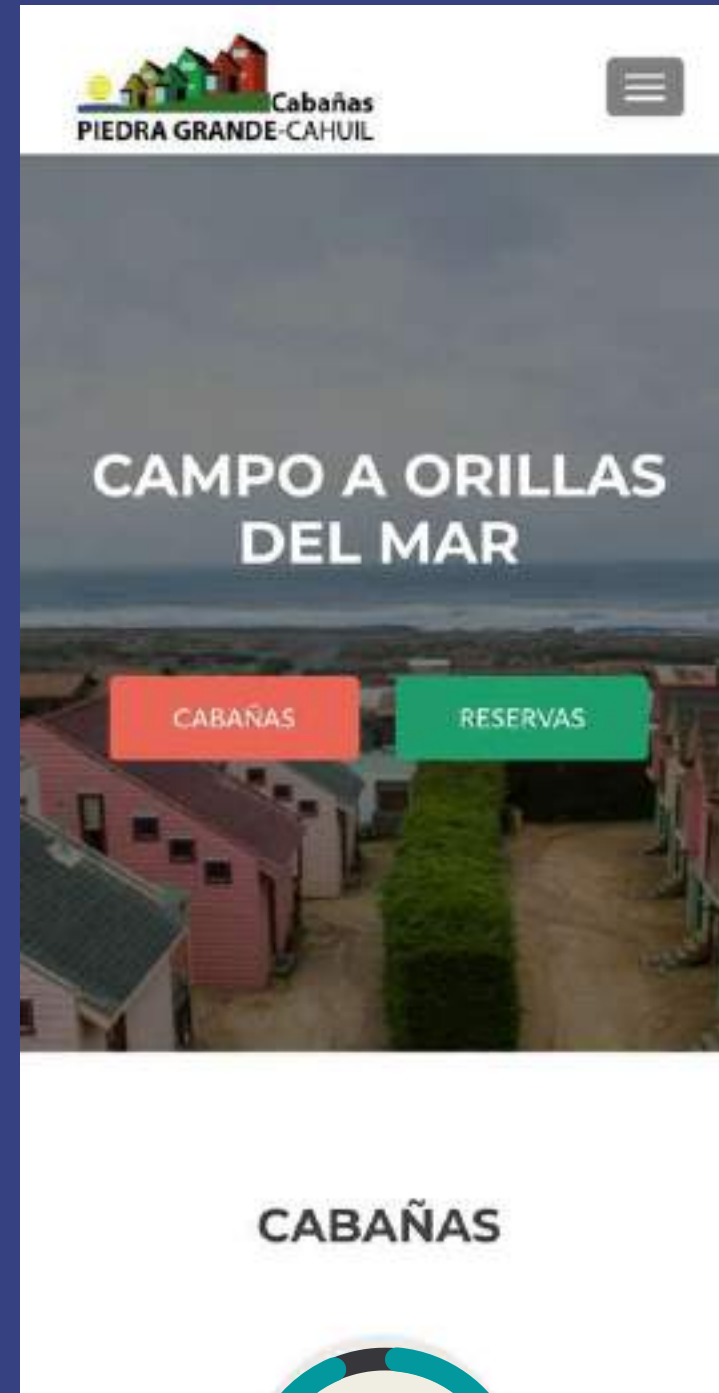 Cabañas
PIEDRA GRANDE-CAHUIL
CAMPO A ORILLAS
DEL MAR
CABAÑAS
RESERVAS
CABAÑAS